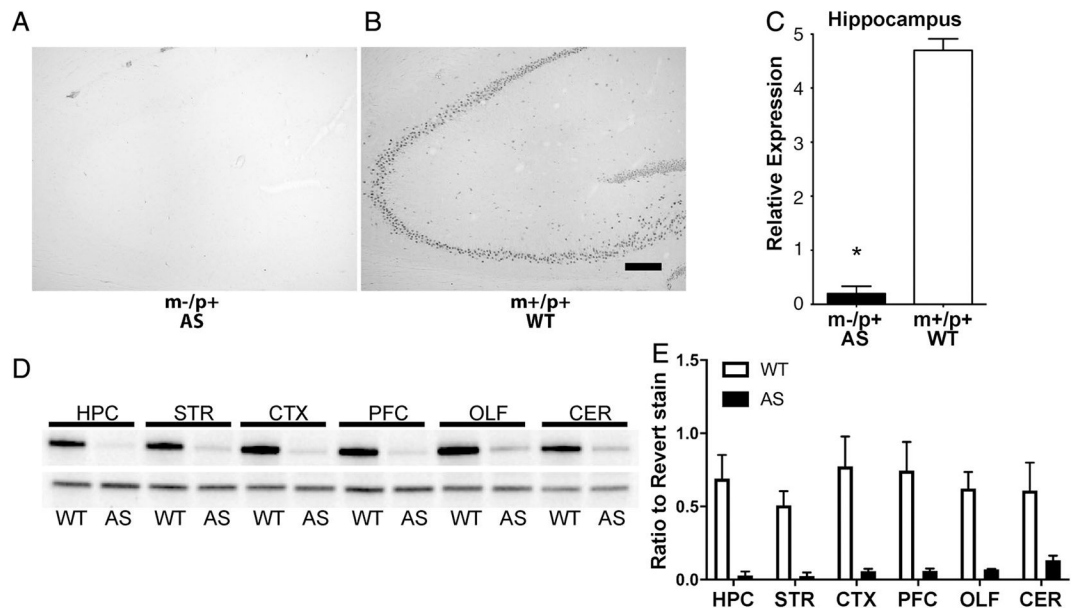 A
B
m-/p+
AS
m+/p+
WT
C
Hippocampus
Relative Expression
5
4
3
2
1
0
*
m-/p+
AS
m+/p+
WT
D
HPC STR CTX PFC OLF CER
WT AS WT AS WT AS WT AS WT AS WT AS
E
Ratio to Revert stain
1.5
1.0
0.5
0.0
WT
AS
HPC STR CTX PFC OLF CER